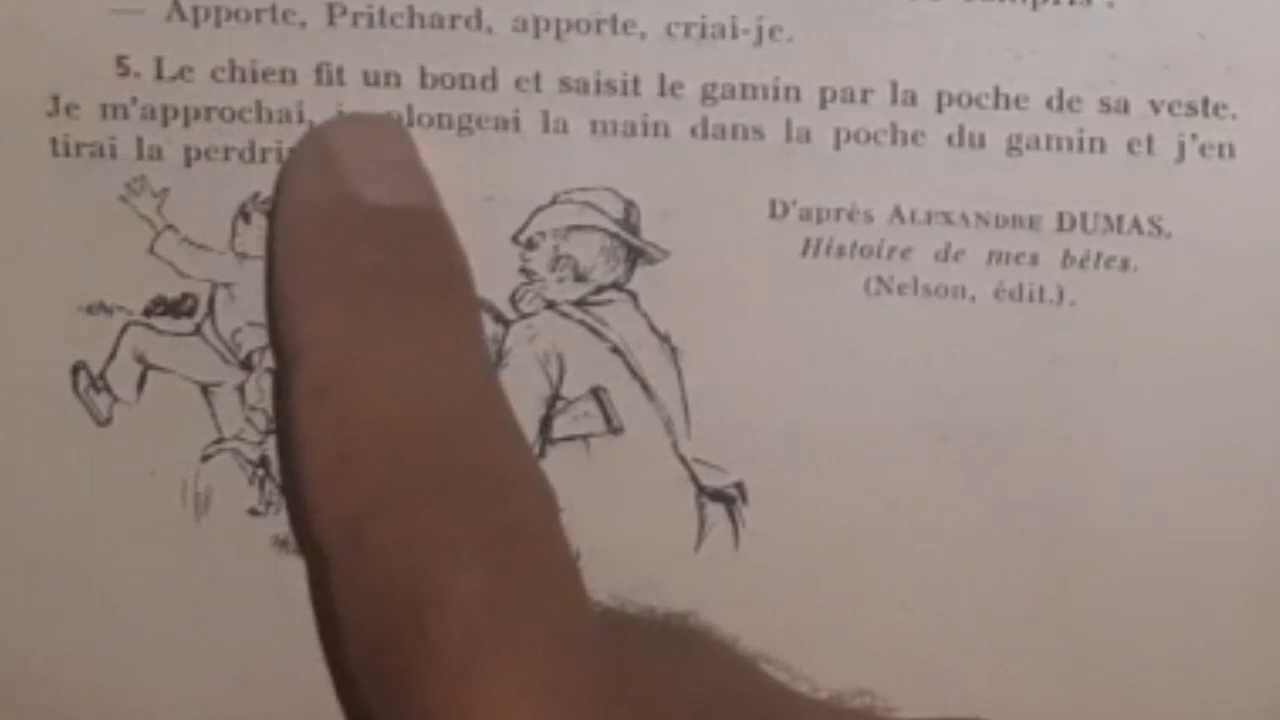 — Apporte, Pritchard, apporte, criai-je.
5. Le chien fit un bond et saisit le gamin par la poche de sa veste.
Je m'approchai, plongeai la main dans la poche du gamin et j'en
tirai la
D'après ALEXANDRE DUMAS.
Histoire de mes bêtes.
(Nelson, édit.).